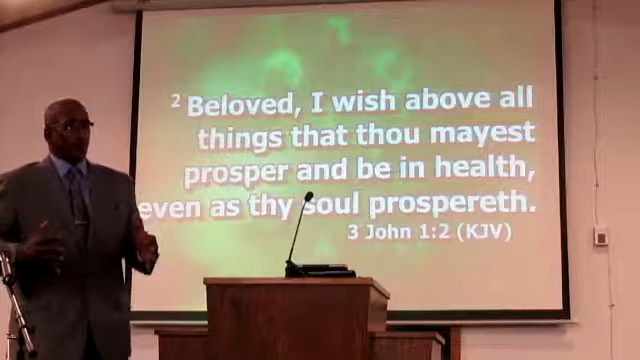 2 Beloved, I wish above all
things that thou mayest
prosper and be in health,
even as thy soul prospereth.
3 John 1:2 (KJV)